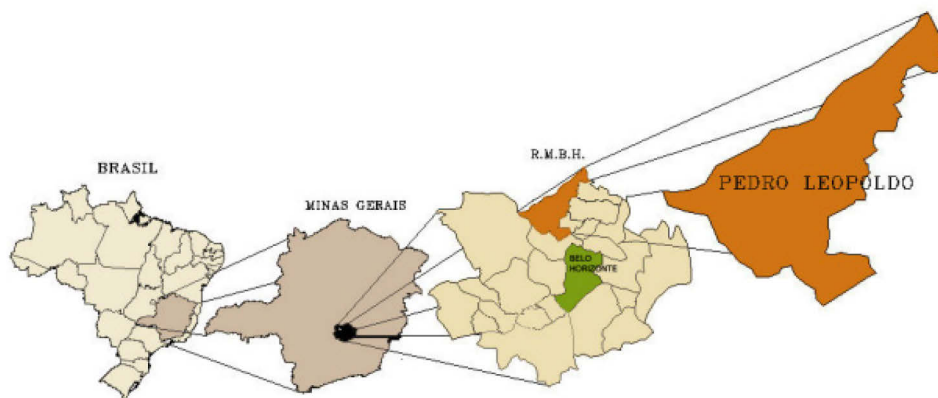 BRASIL
MINAS GERAIS
R.M.B.H.
BELO
HORIZONTE
PEDRO LEOPOLDO